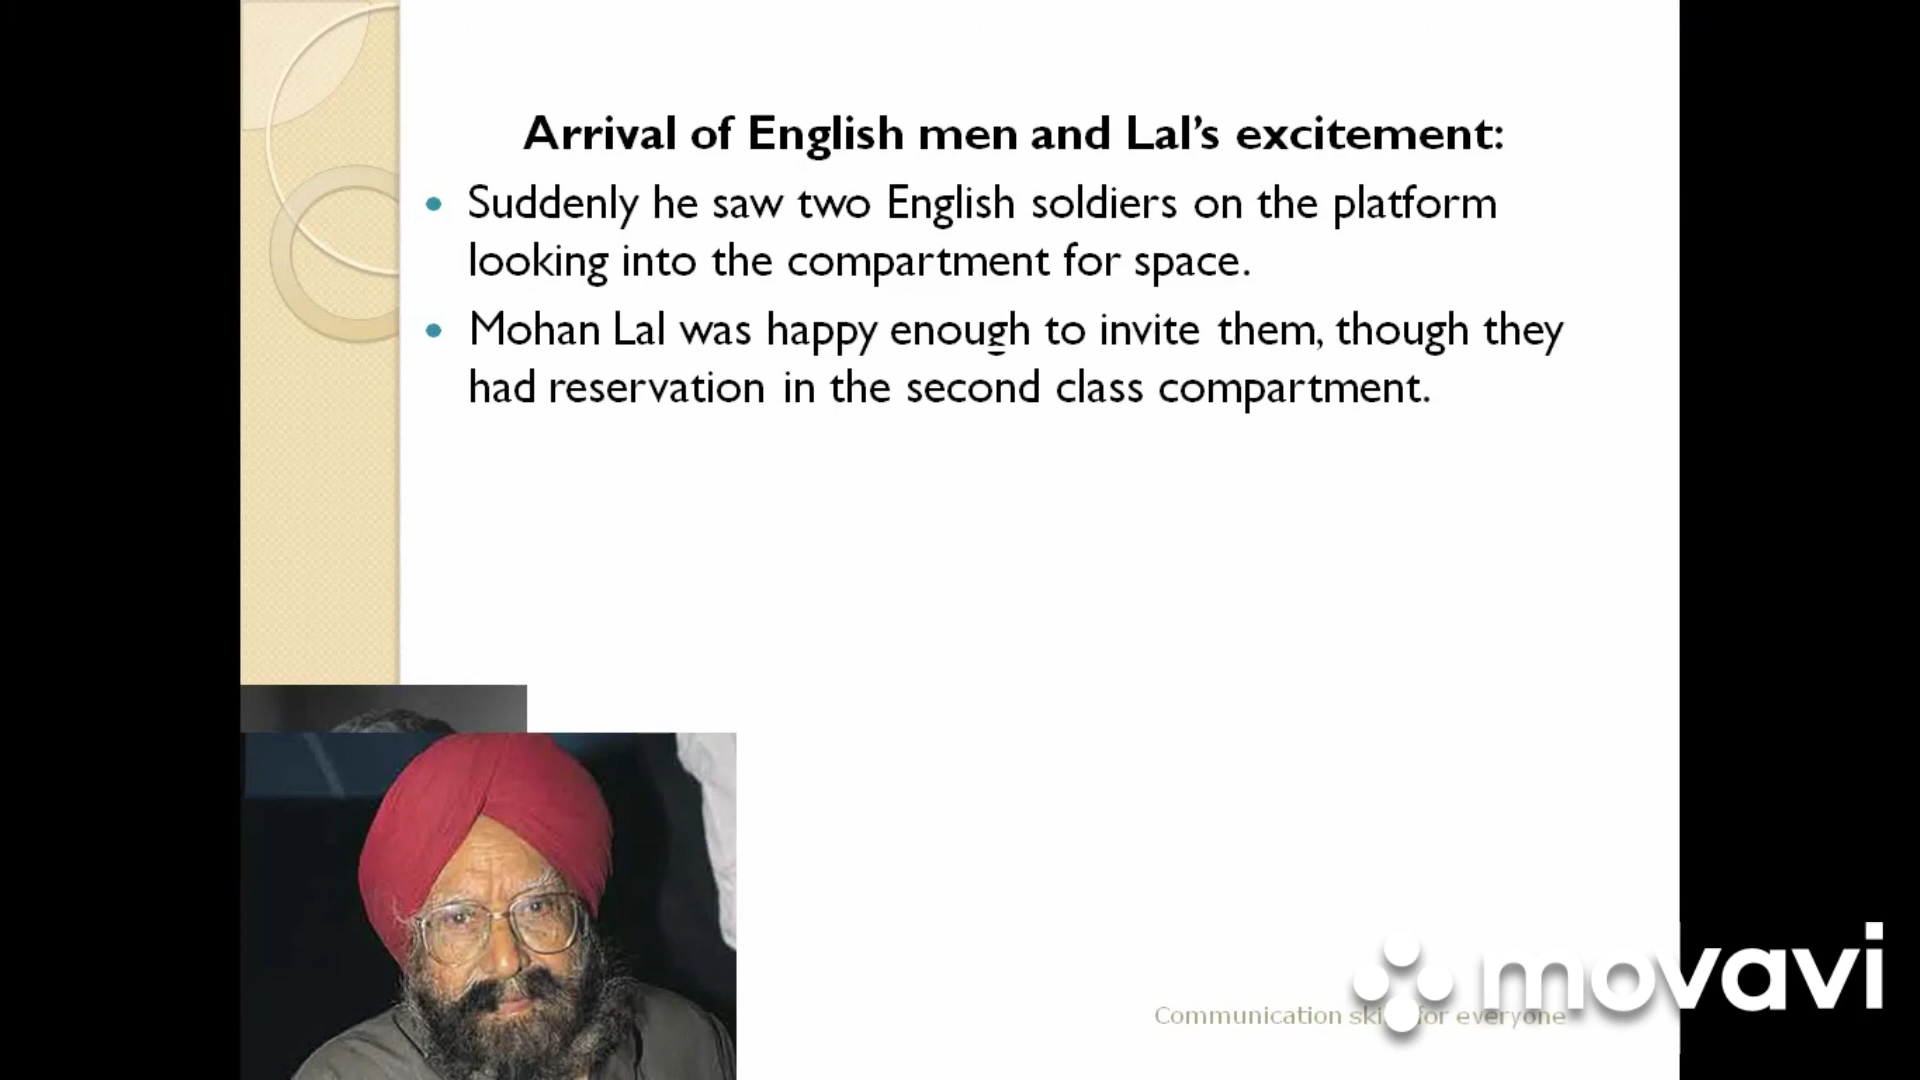 Arrival of English men and Lal's excitement:
• Suddenly he saw two English soldiers on the platform
looking into the compartment for space.
• Mohan Lal was happy enough to invite them, though they
had reservation in the second class compartment.
Communication for everyone
movavi